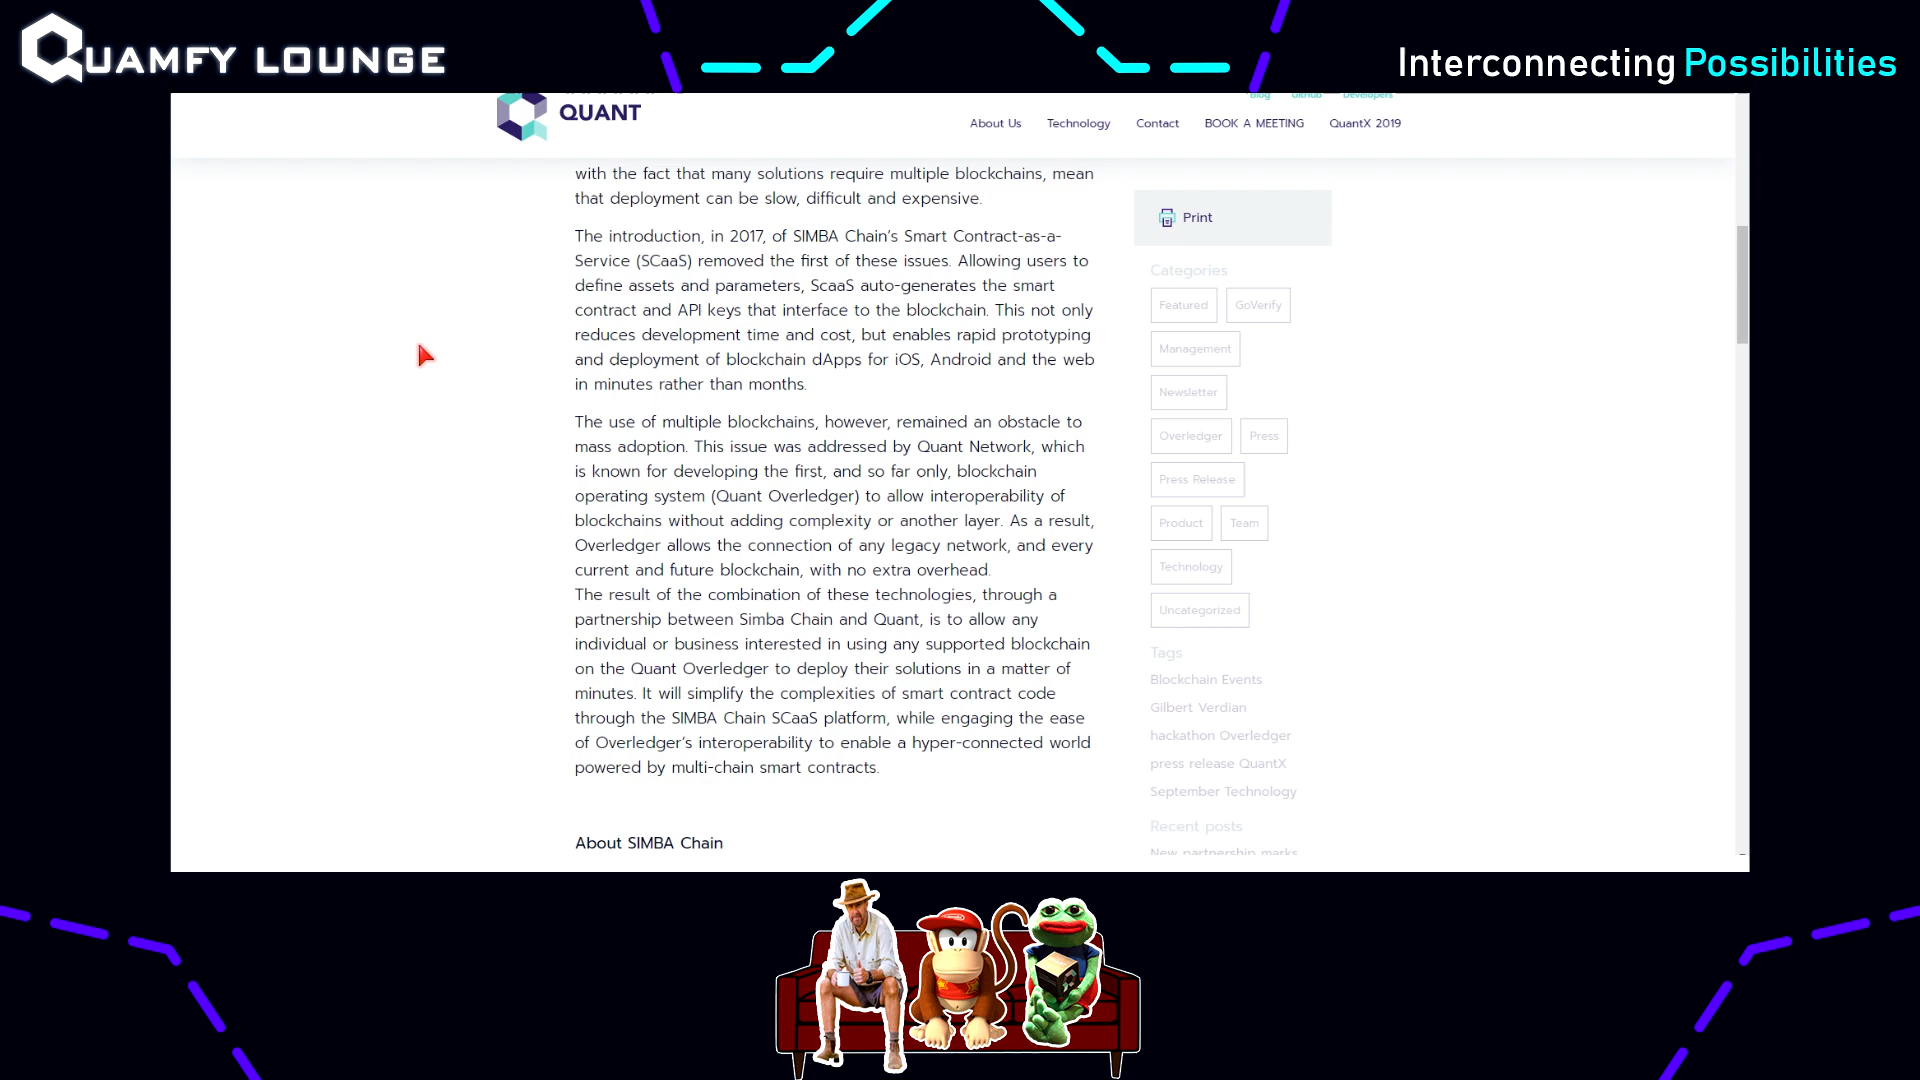 QUAMFY LOUNGE
Interconnecting Possibilities
QUANT
Blog GitHub Developers
About Us Technology Contact BOOK A MEETING QuantX 2019
with the fact that many solutions require multiple blockchains, mean
that deployment can be slow, difficult and expensive.
The introduction, in 2017, of SIMBA Chain’s Smart Contract-as-a-
Service (SCaaS) removed the first of these issues. Allowing users to
define assets and parameters, ScaaS auto-generates the smart
contract and API keys that interface to the blockchain. This not only
reduces development time and cost, but enables rapid prototyping
and deployment of blockchain dApps for iOS, Android and the web
in minutes rather than months.
The use of multiple blockchains, however, remained an obstacle to
mass adoption. This issue was addressed by Quant Network, which
is known for developing the first, and so far only, blockchain
operating system (Quant Overledger) to allow interoperability of
blockchains without adding complexity or another layer. As a result,
Overledger allows the connection of any legacy network, and every
current and future blockchain, with no extra overhead.
The result of the combination of these technologies, through a
partnership between Simba Chain and Quant, is to allow any
individual or business interested in using any supported blockchain
on the Quant Overledger to deploy their solutions in a matter of
minutes. It will simplify the complexities of smart contract code
through the SIMBA Chain SCaaS platform, while engaging the ease
of Overledger’s interoperability to enable a hyper-connected world
powered by multi-chain smart contracts.
About SIMBA Chain
Print
Categories
Featured GoVerify
Management
Newsletter
Overledger Press
Press Release
Product Team
Technology
Uncategorized
Tags
Blockchain Events
Gilbert Verdian
hackathon Overledger
press release QuantX
September Technology
Recent posts
New partnership marks